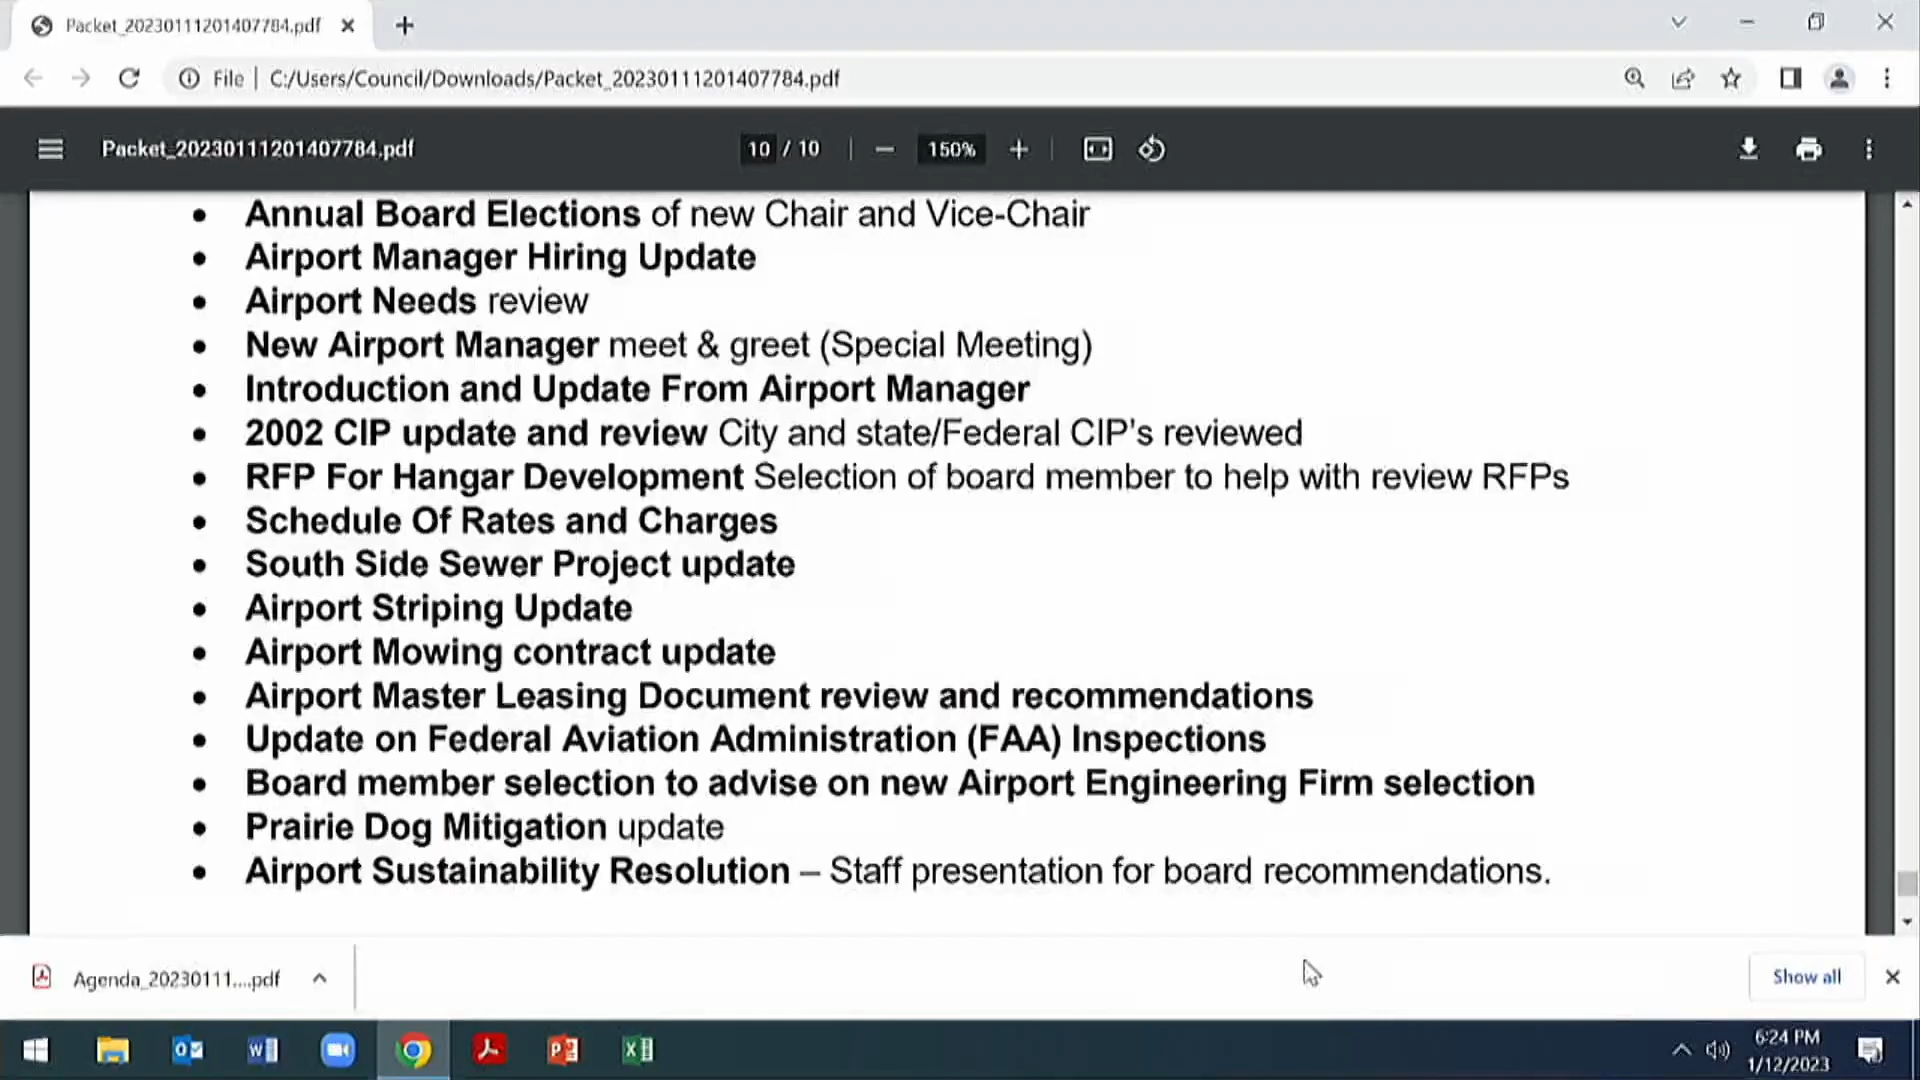 Packet_20230111201407784.pdf
File | C:/Users/Council/Downloads/Packet_20230111201407784.pdf
Packet_20230111201407784.pdf 10 / 10 150%
• Annual Board Elections of new Chair and Vice-Chair
• Airport Manager Hiring Update
• Airport Needs review
• New Airport Manager meet & greet (Special Meeting)
• Introduction and Update From Airport Manager
• 2002 CIP update and review City and state/Federal CIP's reviewed
• RFP For Hangar Development Selection of board member to help with review RFPs
• Schedule Of Rates and Charges
• South Side Sewer Project update
• Airport Striping Update
• Airport Mowing contract update
• Airport Master Leasing Document review and recommendations
• Update on Federal Aviation Administration (FAA) Inspections
• Board member selection to advise on new Airport Engineering Firm selection
• Prairie Dog Mitigation update
• Airport Sustainability Resolution – Staff presentation for board recommendations.
Agenda_20230111....pdf
Show all
6:24 PM
1/12/2023